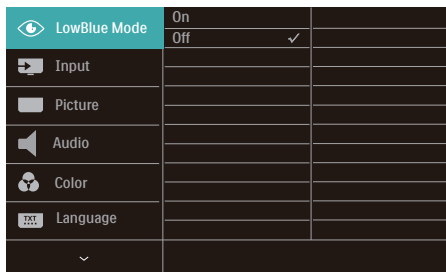 LowBlue Mode
On
Off
Input
Picture
Audio
Color
TXT
Language